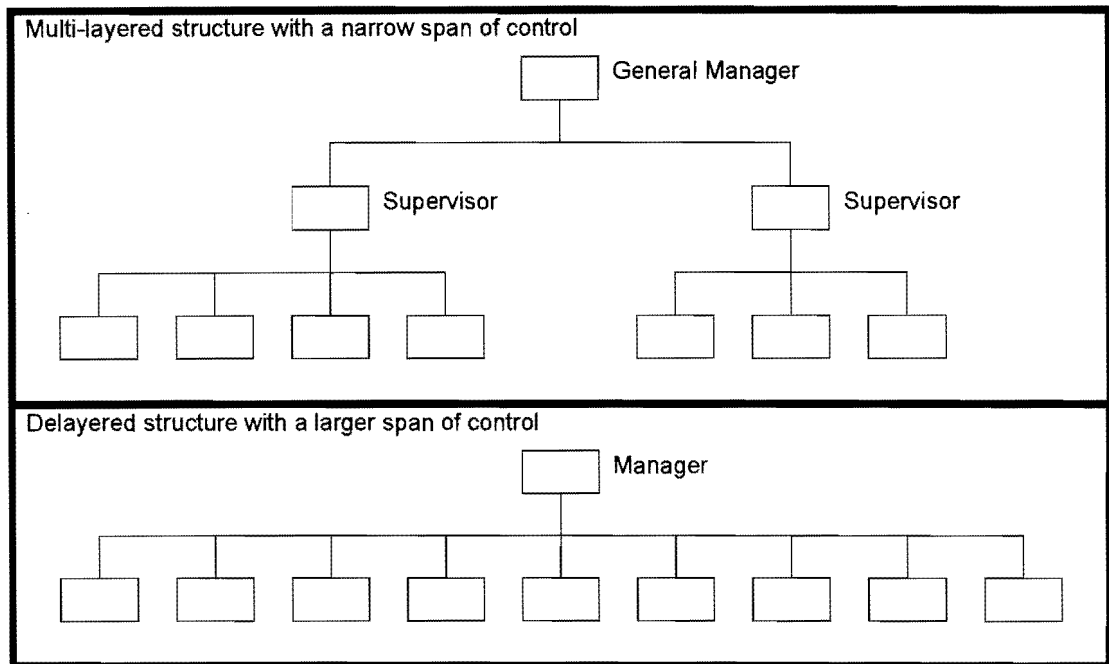 Multi-layered structure with a narrow span of control
General Manager
Supervisor
Supervisor
Delayered structure with a larger span of control
Manager